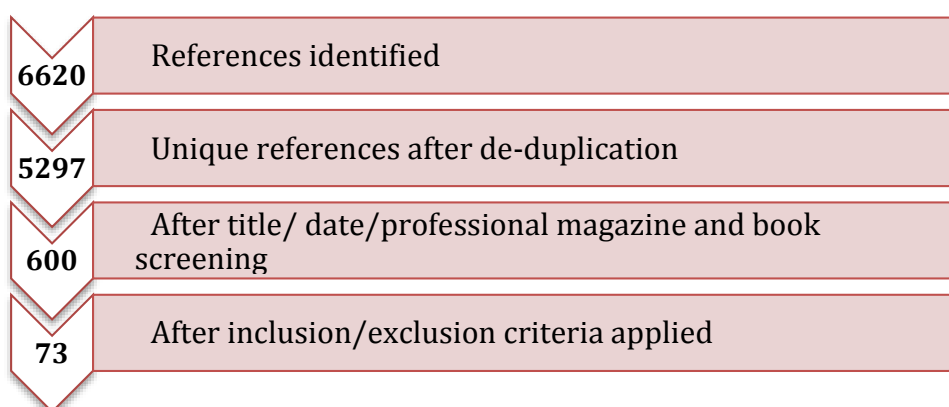 References identified
6620
Unique references after de-duplication
5297
After title/ date/professional magazine and book
screening
600
After inclusion/exclusion criteria applied
73